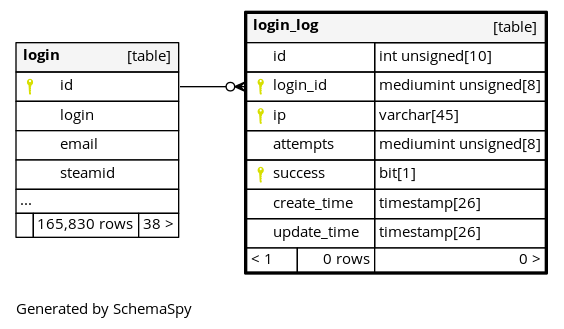 login [table]
id
login
email
steamid
...
165,830 rows 38 >
login_log [table]
id int unsigned[10]
login_id mediumint unsigned[8]
ip varchar[45]
attempts mediumint unsigned[8]
success bit[1]
create_time timestamp[26]
update_time timestamp[26]
< 1 0 rows 0 >
Generated by SchemaSpy